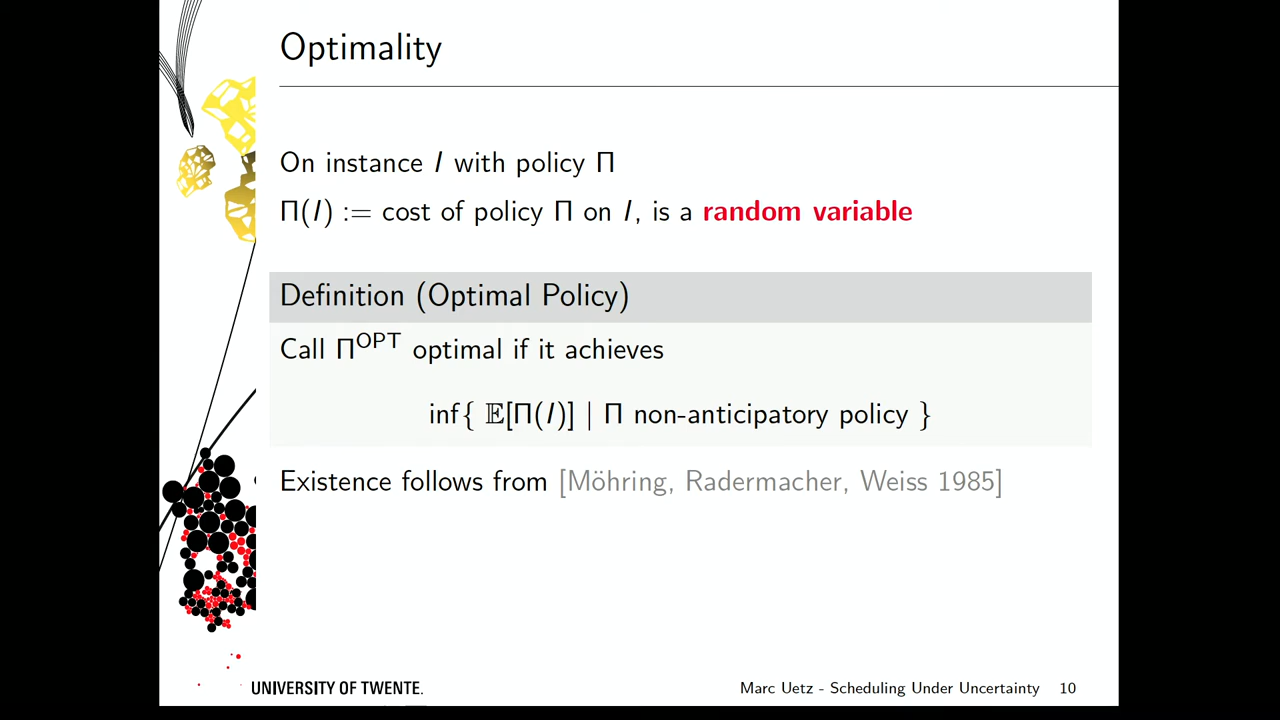 Optimality
On instance I with policy Π
Π(I) := cost of policy Π on I, is a random variable
Definition (Optimal Policy)
Call Π^OPT optimal if it achieves
inf{ 𝔼[Π(I)] | Π non-anticipatory policy }
Existence follows from [Möhring, Radermacher, Weiss 1985]
UNIVERSITY OF TWENTE.
Marc Uetz - Scheduling Under Uncertainty 10